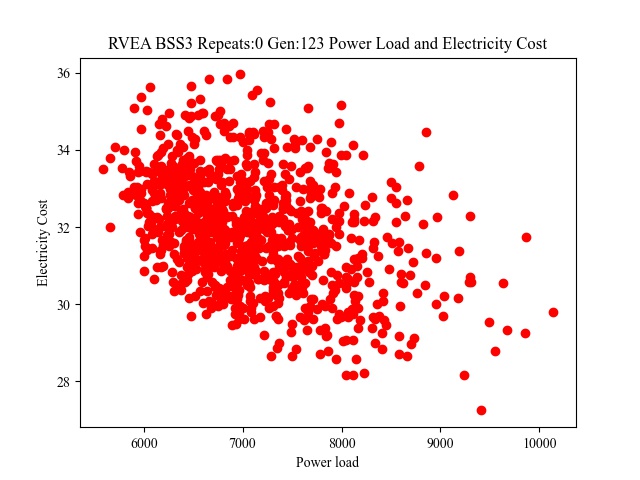 RVEA BSS3 Repeats:0 Gen:123 Power Load and Electricity Cost
36
34
32
30
28
Electricity Cost
6000 7000 8000 9000 10000
Power load